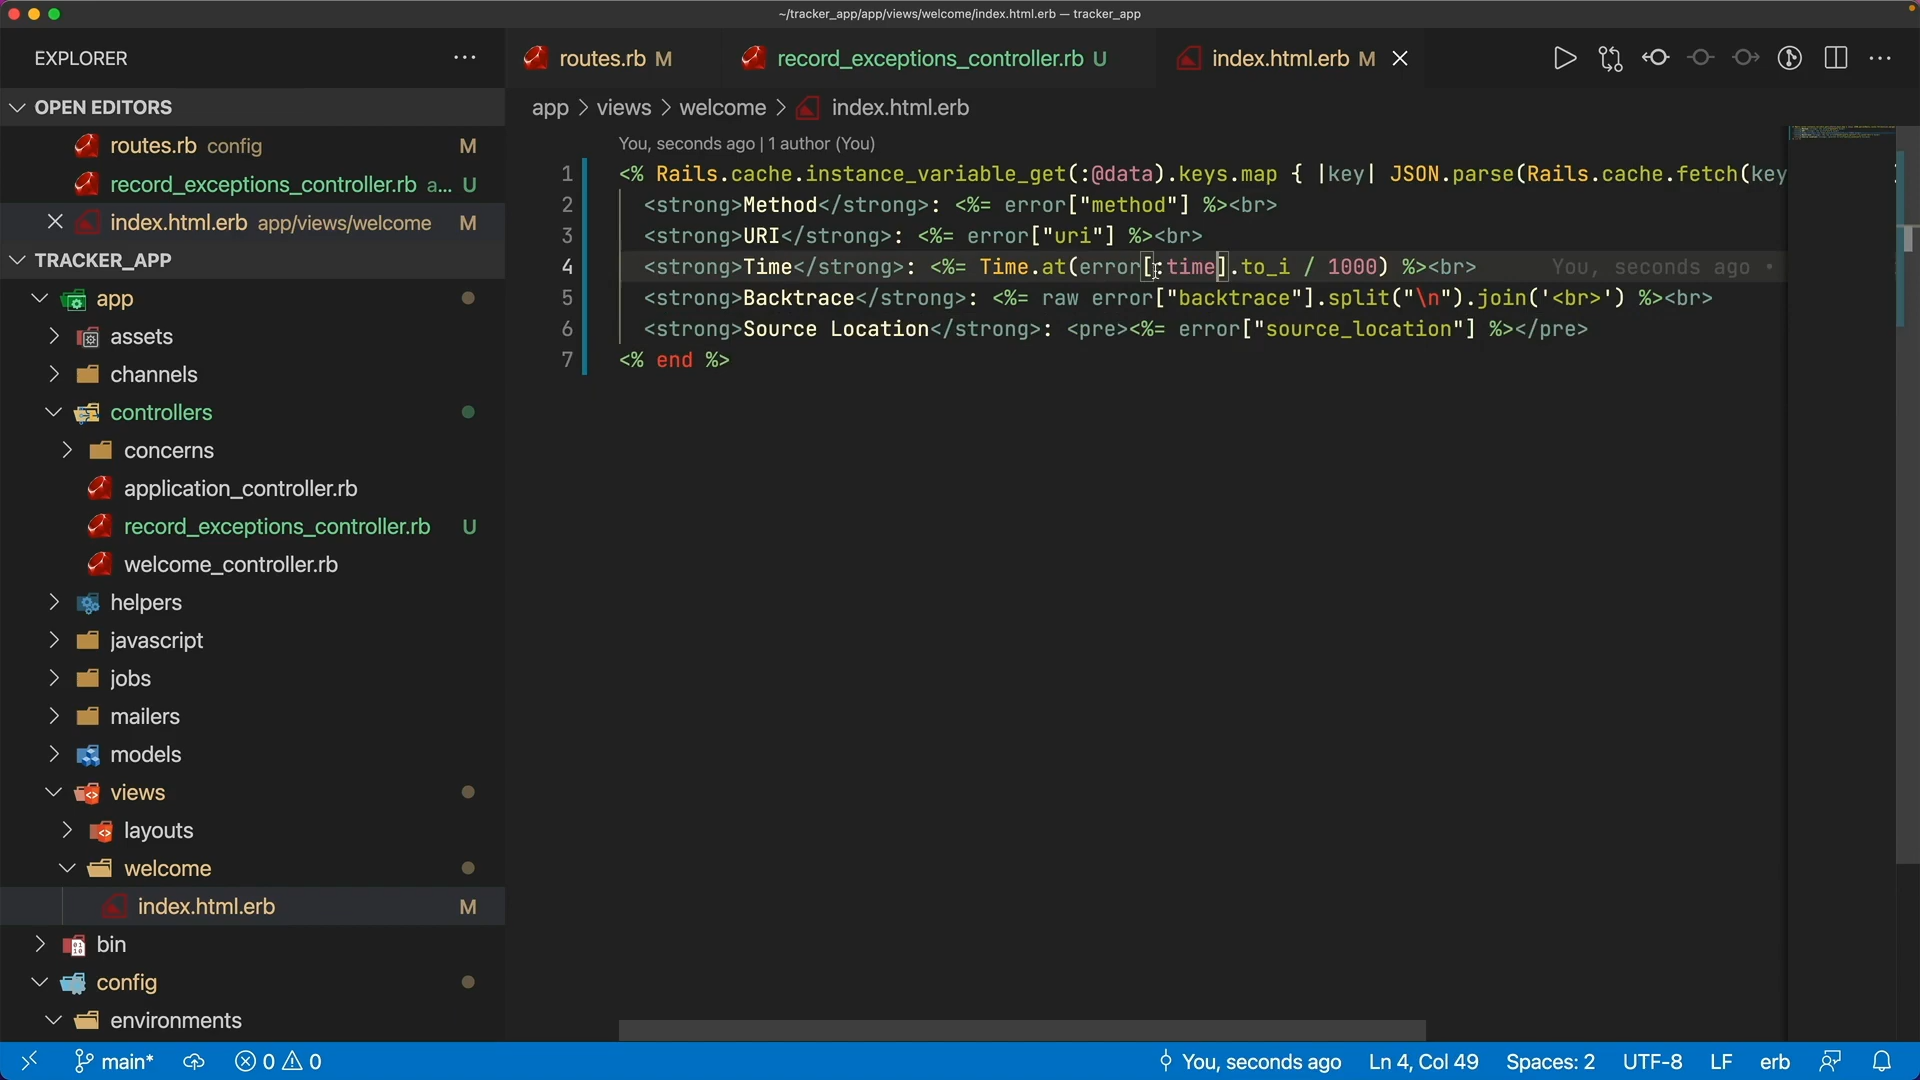 ~/tracker_app/app/views/welcome/index.html.erb — tracker_app
EXPLORER
OPEN EDITORS
routes.rb config M
record_exceptions_controller.rb a... U
index.html.erb app/views/welcome M
TRACKER_APP
app
assets
channels
controllers
concerns
application_controller.rb
record_exceptions_controller.rb U
welcome_controller.rb
helpers
javascript
jobs
mailers
models
views
layouts
welcome
index.html.erb M
bin
config
environments
routes.rb M
record_exceptions_controller.rb U
index.html.erb M
app > views > welcome > index.html.erb
You, seconds ago | 1 author (You)
1 <% Rails.cache.instance_variable_get(:@data).keys.map { |key| JSON.parse(Rails.cache.fetch(key
2 <strong>Method</strong>: <%= error["method"] %><br>
3 <strong>URI</strong>: <%= error["uri"] %><br>
4 <strong>Time</strong>: <%= Time.at(error[:time].to_i / 1000) %><br> You, seconds ago •
5 <strong>Backtrace</strong>: <%= raw error["backtrace"].split("\n").join('<br>') %><br>
6 <strong>Source Location</strong>: <pre><%= error["source_location"] %></pre>
7 <% end %>
main* 0 0 You, seconds ago Ln 4, Col 49 Spaces: 2 UTF-8 LF erb